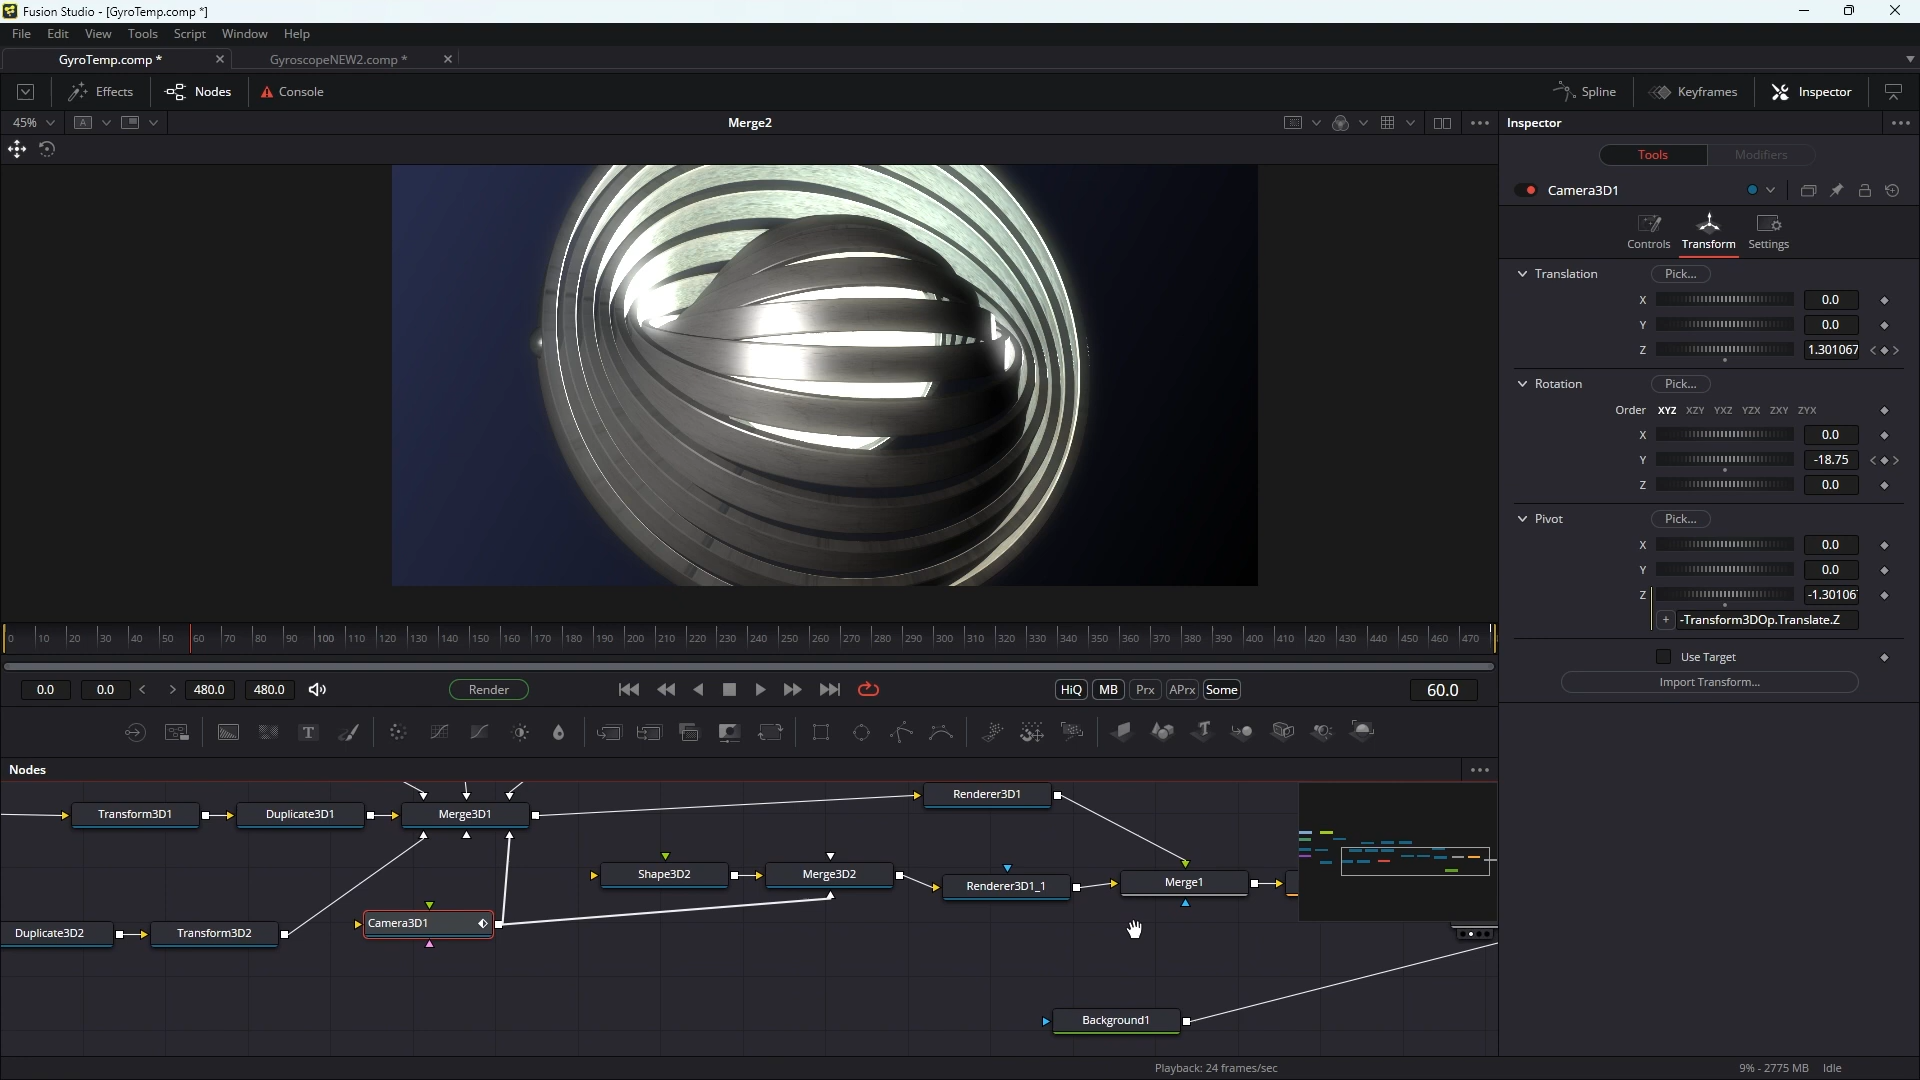 Fusion Studio - [GyroTemp.comp *]
File Edit View Tools Script Window Help
GyroTemp.comp * GyroscopeNEW2.comp *
Effects Nodes Console Spline Keyframes Inspector
45% A Merge2 Inspector
Tools Modifiers
Camera3D1
Controls Transform Settings
Translation Pick...
X 0.0
Y 0.0
Z 1.301067
Rotation Pick...
Order XYZ XZY YXZ YZX ZXY ZYX
X 0.0
Y -18.75
Z 0.0
Pivot Pick...
X 0.0
Y 0.0
Z -1.30106
+ -Transform3DOp.Translate.Z
Use Target
Import Transform...
0 10 20 30 40 50 60 70 80 90 100 110 120 130 140 150 160 170 180 190 200 210 220 230 240 250 260 270 280 290 300 310 320 330 340 350 360 370 380 390 400 410 420 430 440 450 460 470
0.0 0.0 480.0 480.0 Render HiQ MB Prx APrx Some 60.0
T T
Nodes
Renderer3D1
Transform3D1 Duplicate3D1 Merge3D1
Shape3D2 Merge3D2 Renderer3D1_1 Merge1
Camera3D1
Duplicate3D2 Transform3D2
Background1
Playback: 24 frames/sec 9% - 2775 MB Idle